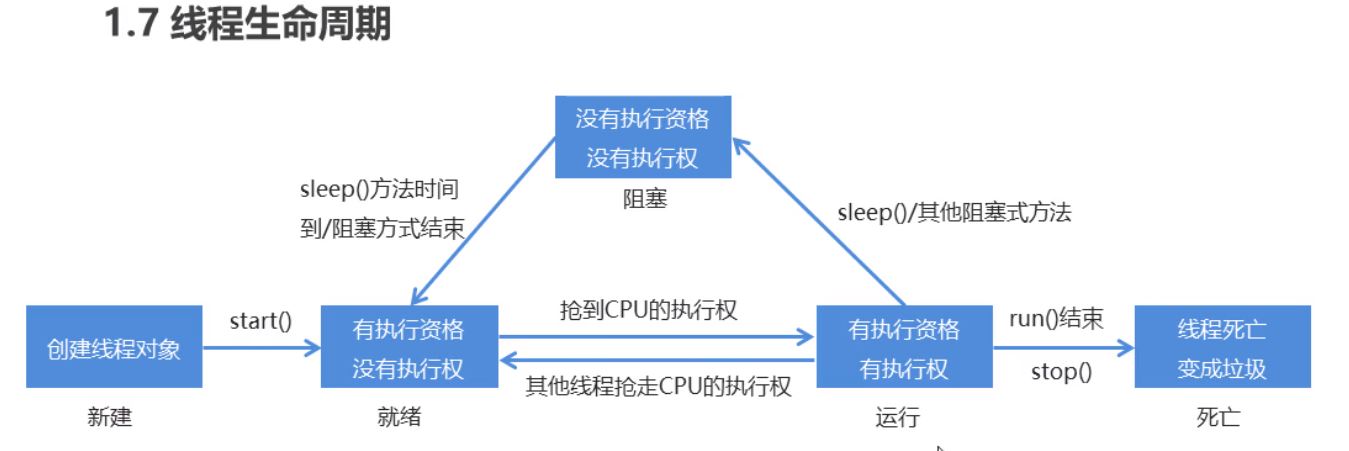 1.7 线程生命周期
没有执行资格
没有执行权
阻塞
sleep()方法时间
到/阻塞方式结束
sleep()/其他阻塞式方法
创建线程对象
新建
start()
有执行资格
没有执行权
就绪
抢到CPU的执行权
其他线程抢走CPU的执行权
有执行资格
有执行权
运行
run()结束
stop()
线程死亡
变成垃圾
死亡